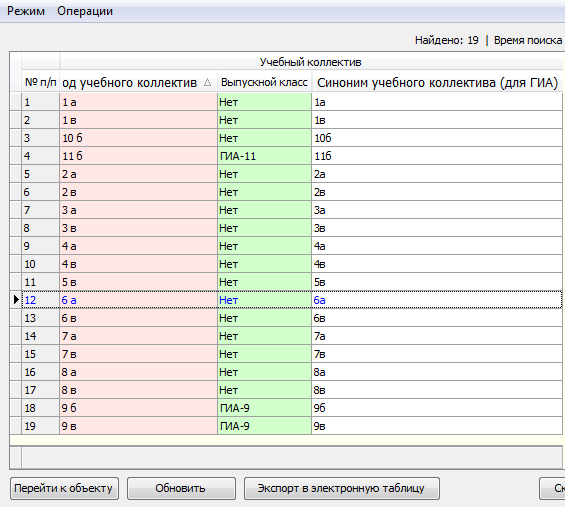 Режим Операции
Найдено: 19 | Время поиска
Учебный коллектив
№ п/п од учебного коллектив Выпускной класс Синоним учебного коллектива (для ГИА)
1 1 а Нет 1а
2 1 в Нет 1в
3 10 б Нет 10б
4 11 б ГИА-11 11б
5 2 а Нет 2а
6 2 в Нет 2в
7 3 а Нет 3а
8 3 в Нет 3в
9 4 а Нет 4а
10 4 в Нет 4в
11 5 в Нет 5в
12 6 а Нет 6а
13 6 в Нет 6в
14 7 а Нет 7а
15 7 в Нет 7в
16 8 а Нет 8а
17 8 в Нет 8в
18 9 б ГИА-9 9б
19 9 в ГИА-9 9в
Перейти к объекту Обновить Экспорт в электронную таблицу Ск